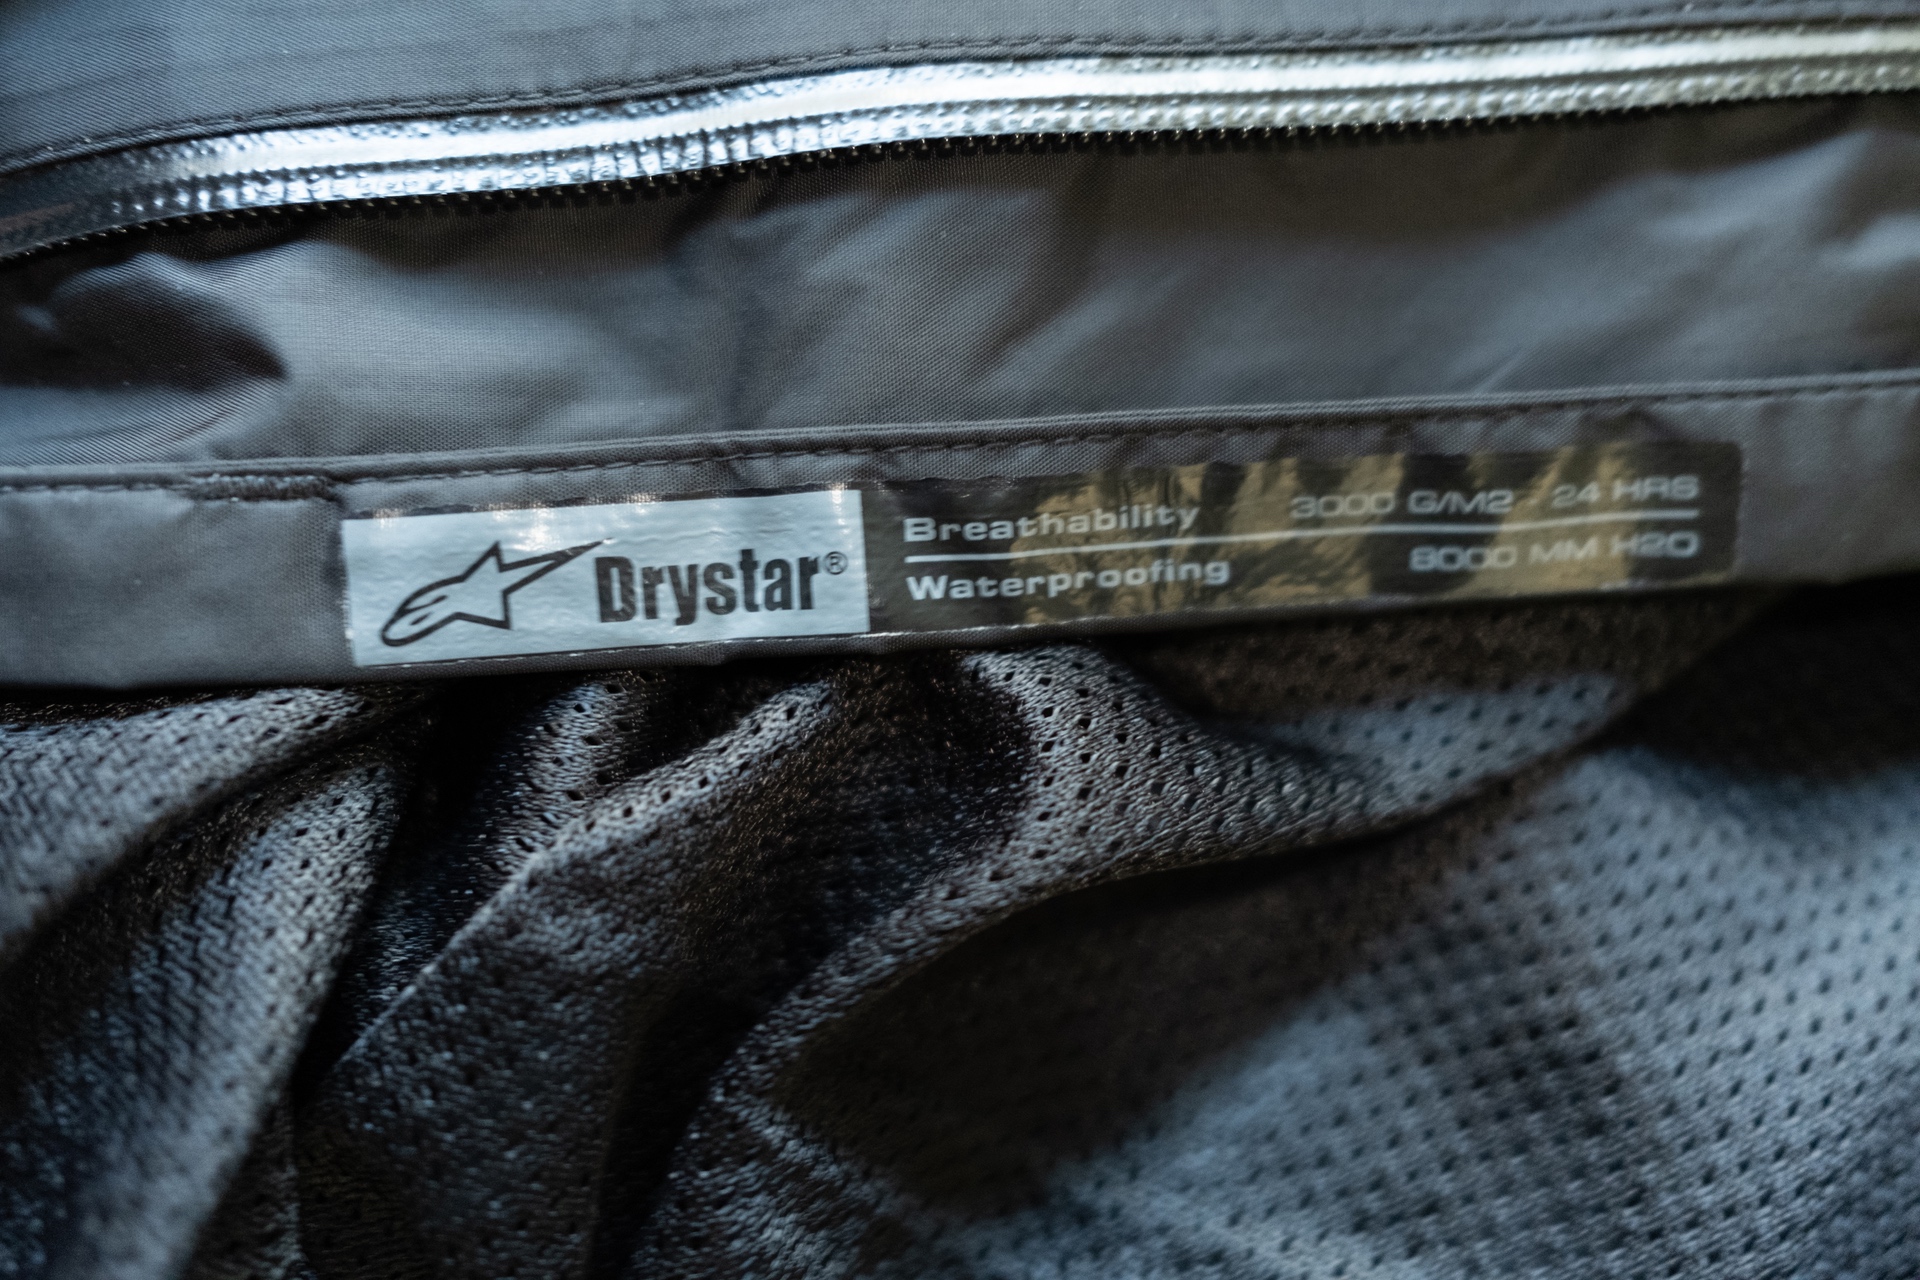 Drystar®
Breathability 3000 G/M2 24 HRS
Waterproofing 8000 MM H2O